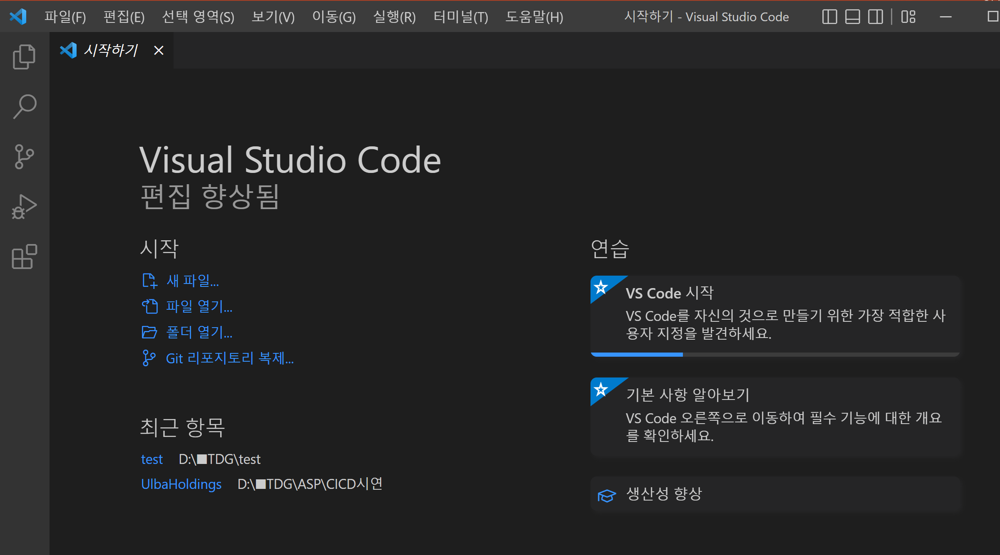 파일(F) 편집(E) 선택 영역(S) 보기(V) 이동(G) 실행(R) 터미널(T) 도움말(H) 시작하기 - Visual Studio Code
시작하기
Visual Studio Code
편집 향상됨
시작
새 파일...
파일 열기...
폴더 열기...
Git 리포지토리 복제...
최근 항목
test D:\■TDG\test
UlbaHoldings D:\■TDG\ASP\CICD시연
연습
VS Code 시작
VS Code를 자신의 것으로 만들기 위한 가장 적합한 사
용자 지정을 발견하세요.
기본 사항 알아보기
VS Code 오른쪽으로 이동하여 필수 기능에 대한 개요
를 확인하세요.
생산성 향상